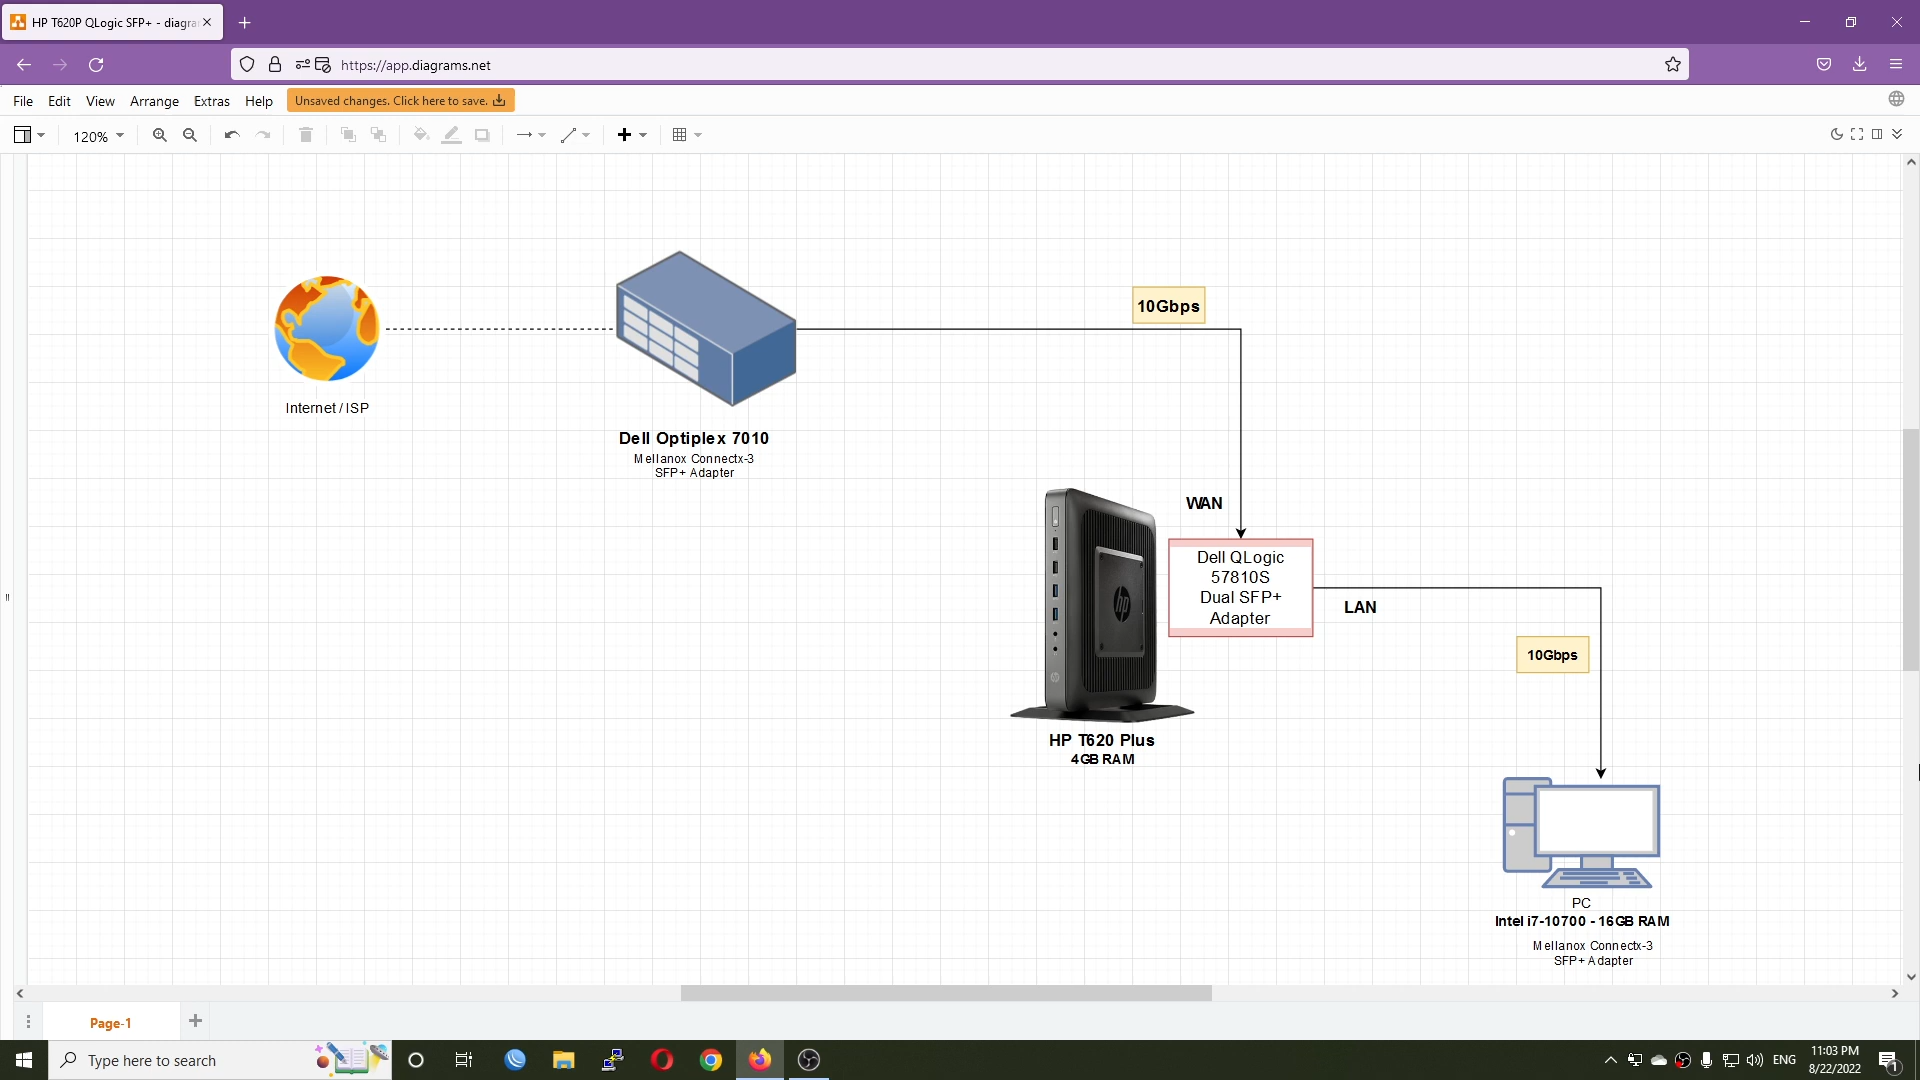 HP T620P QLogic SFP+ - diagra
https://app.diagrams.net
File Edit View Arrange Extras Help Unsaved changes. Click here to save.
120%
10Gbps
Internet / ISP
Dell Optiplex 7010
Mellanox Connectx-3
SFP+ Adapter
WAN
Dell QLogic
57810S
Dual SFP+
Adapter
LAN
10Gbps
hp
HP T620 Plus
4GB RAM
PC
Intel i7-10700 - 16GB RAM
Mellanox Connectx-3
SFP+ Adapter
Page-1
Type here to search
ENG
11:03 PM
8/22/2022
1